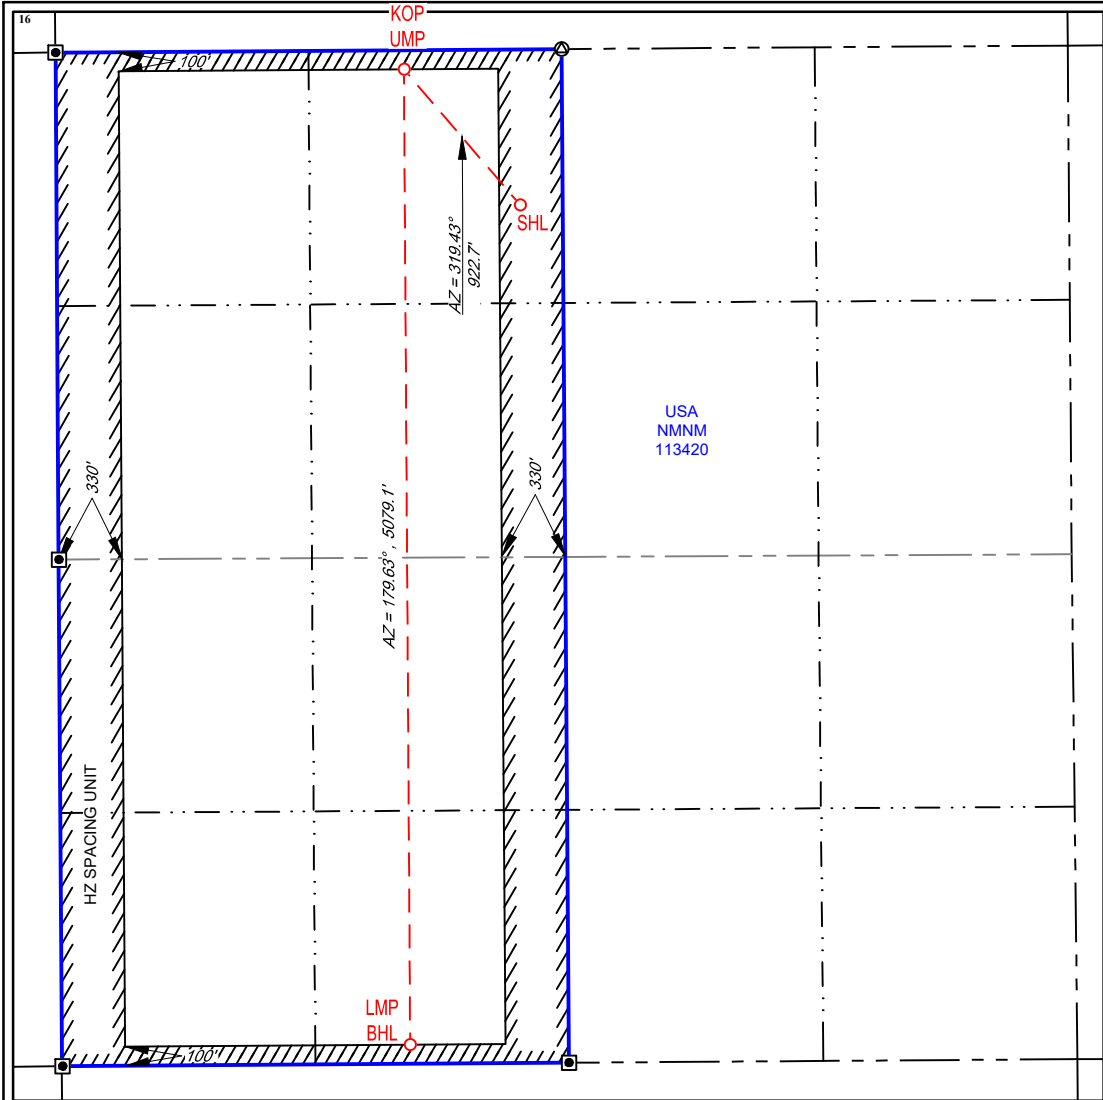 16
KOP
UMP
100'
SHL
AZ = 319.43°
922.7'
USA
NMNM
113420
330'
330'
AZ = 179.63°, 5079.1'
HZ SPACING UNIT
LMP
BHL
100'